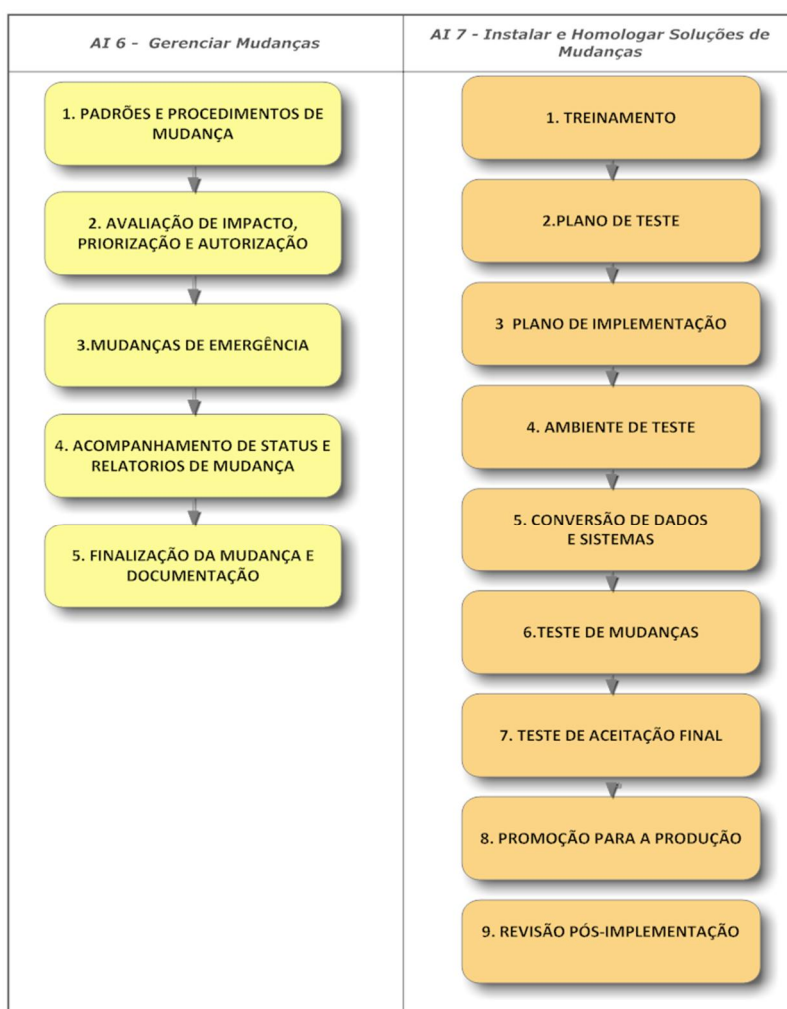 AI 6 - Gerenciar Mudanças
1. PADRÕES E PROCEDIMENTOS DE
MUDANÇA
2. AVALIAÇÃO DE IMPACTO,
PRIORIZAÇÃO E AUTORIZAÇÃO
3.MUDANÇAS DE EMERGÊNCIA
4. ACOMPANHAMENTO DE STATUS E
RELATORIOS DE MUDANÇA
5. FINALIZAÇÃO DA MUDANÇA E
DOCUMENTAÇÃO
AI 7 - Instalar e Homologar Soluções de
Mudanças
1. TREINAMENTO
2.PLANO DE TESTE
3 PLANO DE IMPLEMENTAÇÃO
4. AMBIENTE DE TESTE
5. CONVERSÃO DE DADOS
E SISTEMAS
6.TESTE DE MUDANÇAS
7. TESTE DE ACEITAÇÃO FINAL
8. PROMOÇÃO PARA A PRODUÇÃO
9. REVISÃO PÓS-IMPLEMENTAÇÃO